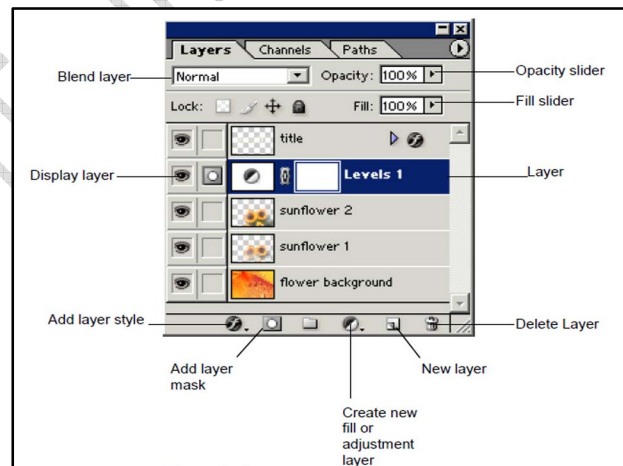 Layers Channels Paths
Blend layer
Normal Opacity: 100%
Opacity slider
Lock: Fill: 100%
Fill slider
title
Display layer
Levels 1
Layer
sunflower 2
sunflower 1
flower background
Add layer style
Delete Layer
Add layer
mask
New layer
Create new
fill or
adjustment
layer